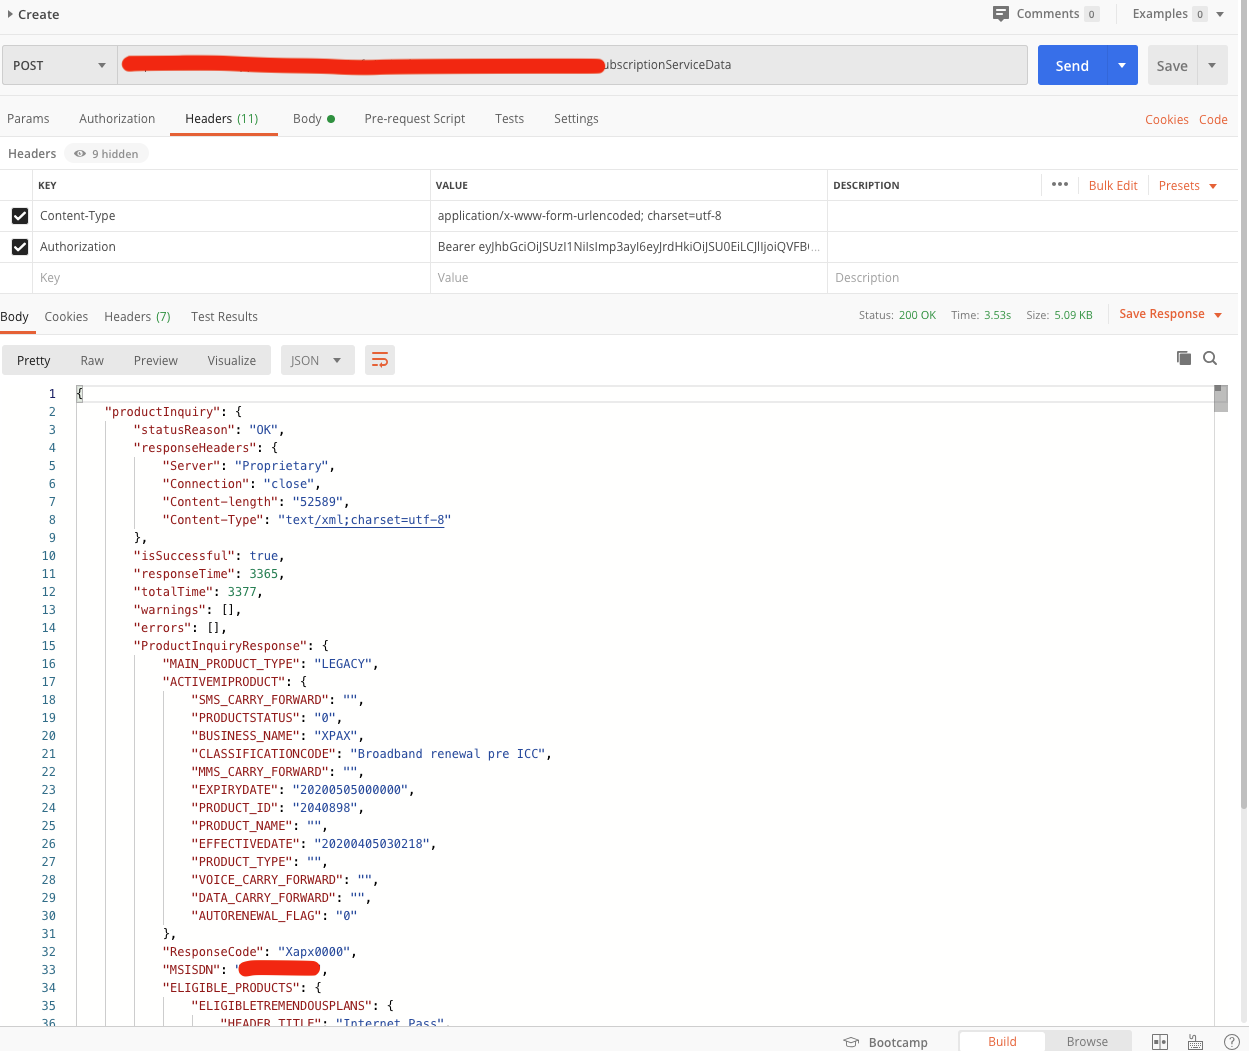 Create
Comments 0 Examples 0
POST ubscriptionServiceData Send Save
Params Authorization Headers (11) Body Pre-request Script Tests Settings Cookies Code
Headers 9 hidden
KEY VALUE DESCRIPTION ••• Bulk Edit Presets
Content-Type application/x-www-form-urlencoded; charset=utf-8
Authorization Bearer
Key Value Description
Body Cookies Headers (7) Test Results Status: 200 OK Time: 3.53s Size: 5.09 KB Save Response
Pretty Raw Preview Visualize JSON
1 {
2 "productInquiry": {
3 "statusReason": "OK",
4 "responseHeaders": {
5 "Server": "Proprietary",
6 "Connection": "close",
7 "Content-length": "52589",
8 "Content-Type": "text/xml;charset=utf-8"
9 },
10 "isSuccessful": true,
11 "responseTime": 3365,
12 "totalTime": 3377,
13 "warnings": [],
14 "errors": [],
15 "ProductInquiryResponse": {
16 "MAIN_PRODUCT_TYPE": "LEGACY",
17 "ACTIVEMIPRODUCT": {
18 "SMS_CARRY_FORWARD": "",
19 "PRODUCTSTATUS": "0",
20 "BUSINESS_NAME": "XPAX",
21 "CLASSIFICATIONCODE": "Broadband renewal pre ICC",
22 "MMS_CARRY_FORWARD": "",
23 "EXPIRYDATE": "20200505000000",
24 "PRODUCT_ID": "2040898",
25 "PRODUCT_NAME": "",
26 "EFFECTIVEDATE": "20200405030218",
27 "PRODUCT_TYPE": "",
28 "VOICE_CARRY_FORWARD": "",
29 "DATA_CARRY_FORWARD": "",
30 "AUTORENEWAL_FLAG": "0"
31 },
32 "ResponseCode": "Xapx0000",
33 "MSISDN": ",
34 "ELIGIBLE_PRODUCTS": {
35 "ELIGIBLETREMENDOUSPLANS": {
36 "HEADER_TITLE": "Internet Pass",
Bootcamp Build Browse